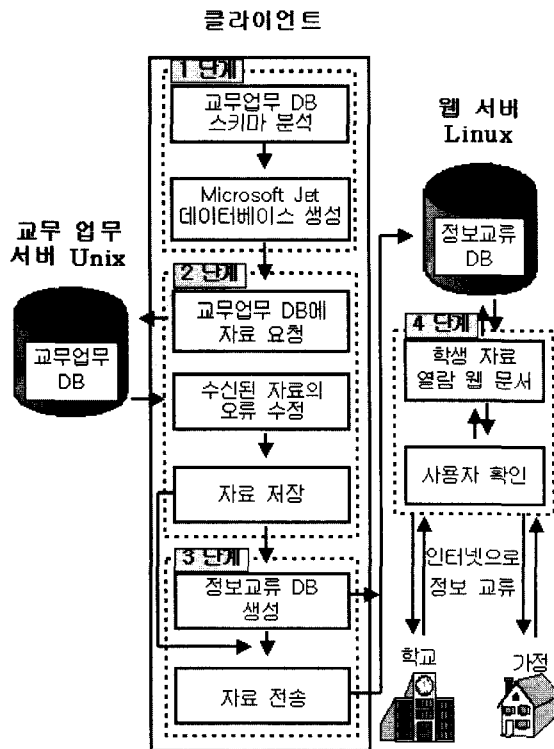 클라이언트
1 단계
교무업무 DB
스키마 분석
Microsoft Jet
데이터베이스 생성
교무 업무
서버 Unix
교무업무
DB
2 단계
교무업무 DB에
자료 요청
수신된 자료의
오류 수정
자료 저장
3 단계
정보교류 DB
생성
자료 전송
웹 서버
Linux
정보교류
DB
4 단계
학생 자료
열람 웹 문서
사용자 확인
인터넷으로
정보 교류
학교
가정